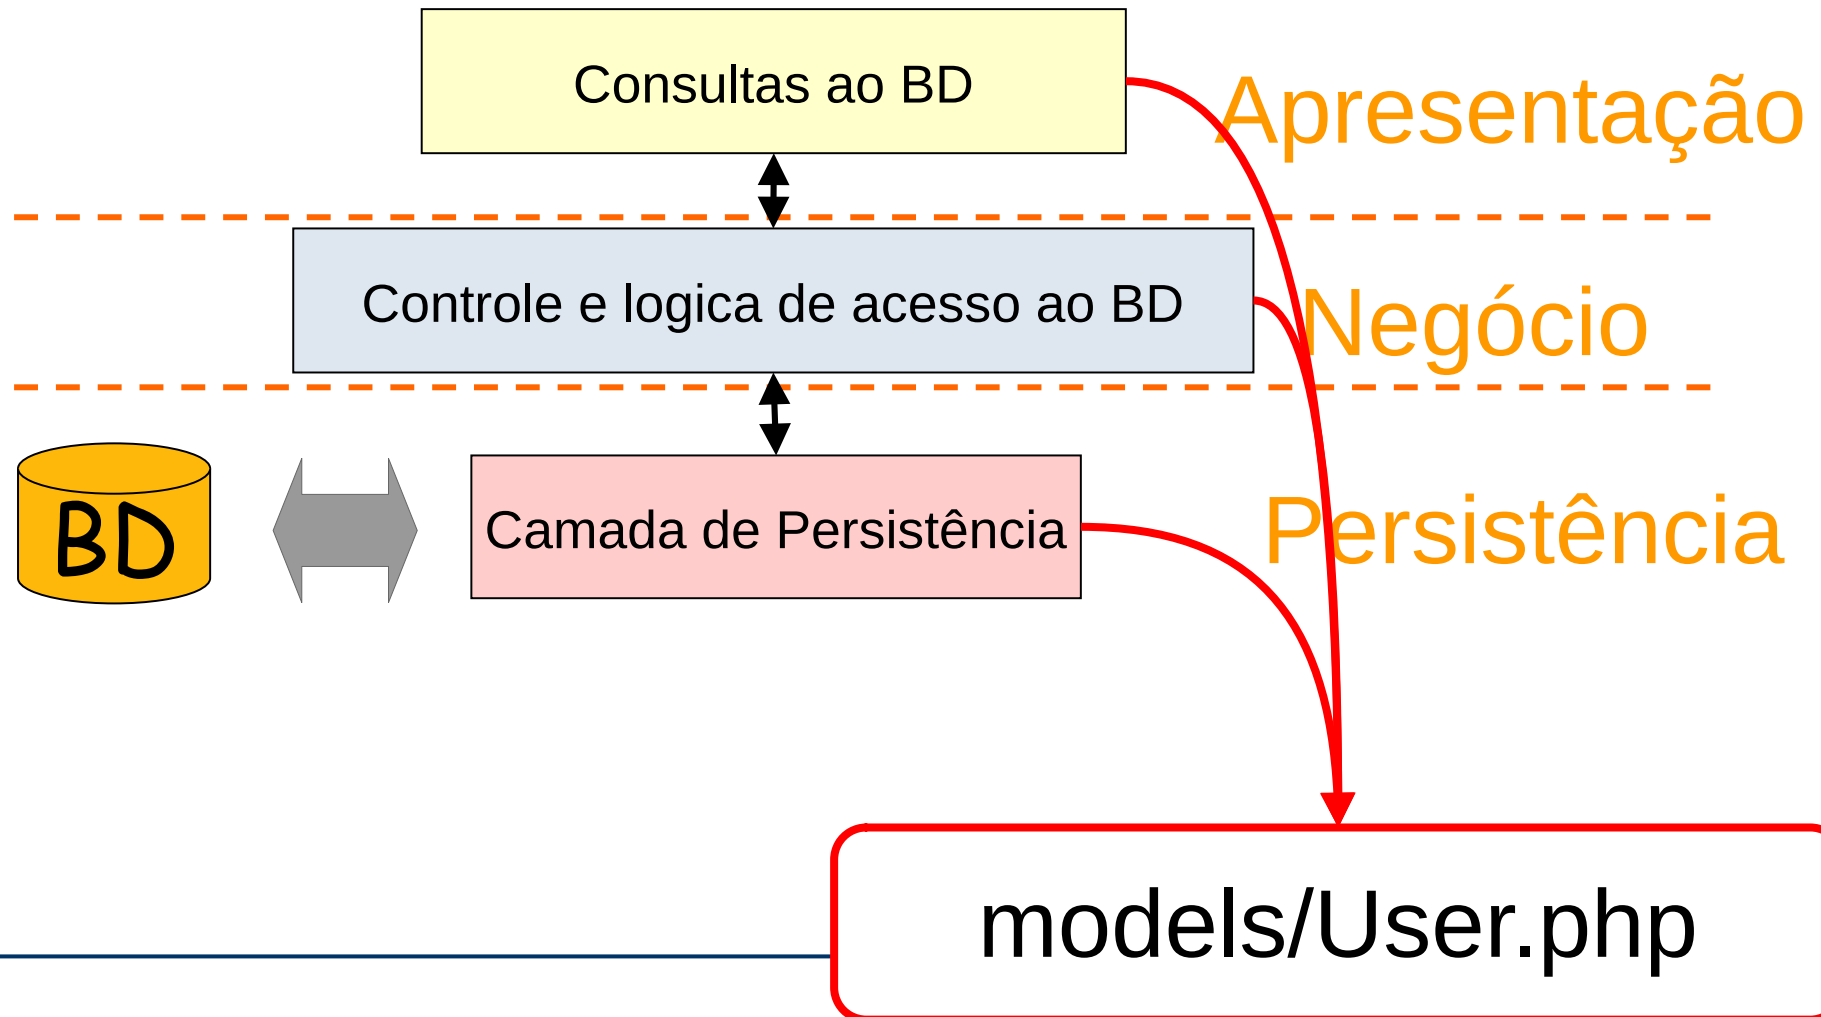 Consultas ao BD
Apresentação
Controle e logica de acesso ao BD
Negócio
BD
Camada de Persistência
Persistência
models/User.php